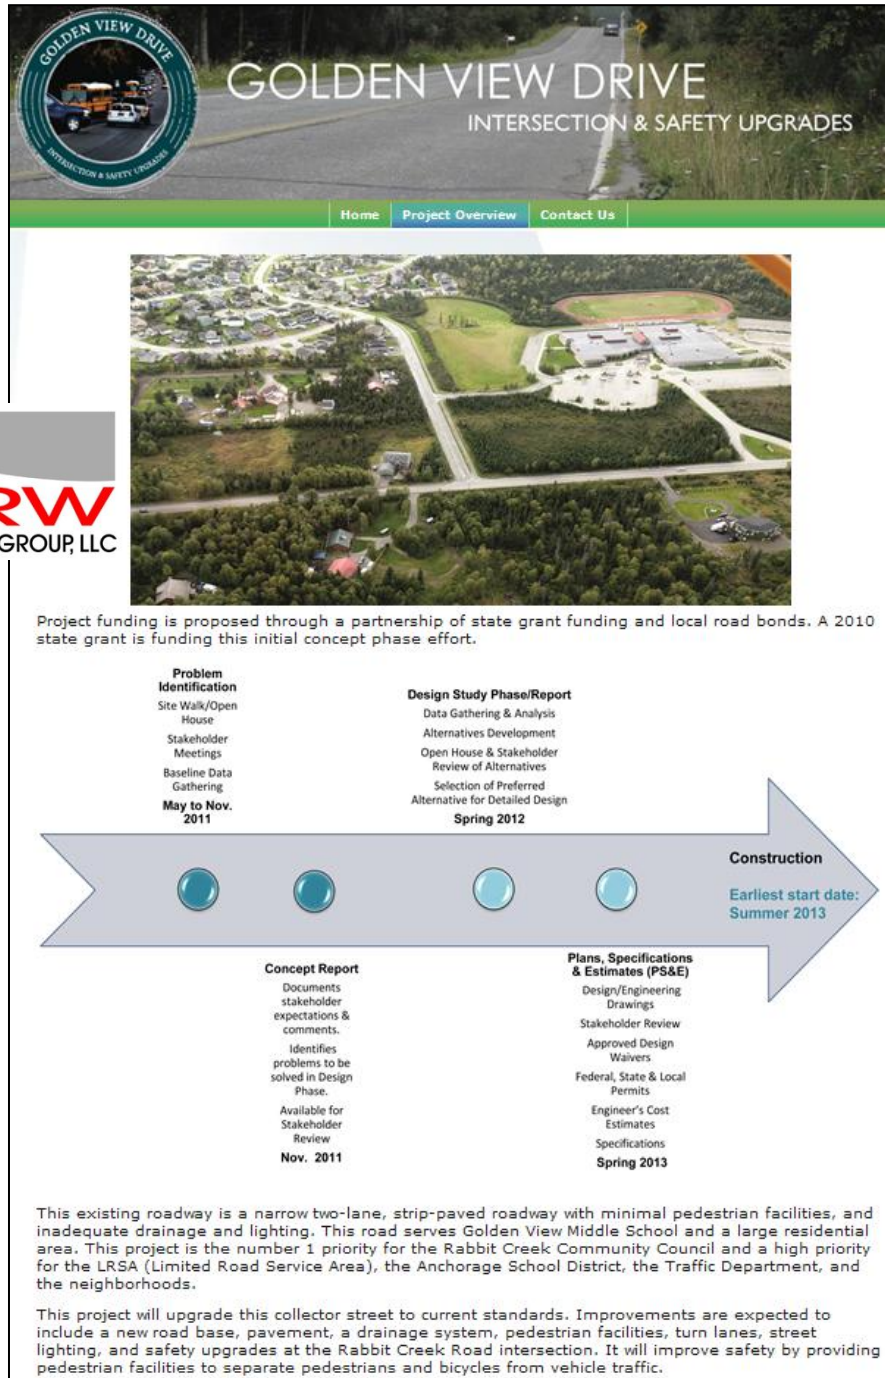 GOLDEN VIEW DRIVE
INTERSECTION & SAFETY UPGRADES
GOLDEN VIEW DRIVE
INTERSECTION & SAFETY UPGRADES
Home Project Overview Contact Us
RW
GROUP, LLC
Project funding is proposed through a partnership of state grant funding and local road bonds. A 2010
state grant is funding this initial concept phase effort.
Problem
Identification
Site Walk/Open
House
Stakeholder
Meetings
Baseline Data
Gathering
May to Nov.
2011
Design Study Phase/Report
Data Gathering & Analysis
Alternatives Development
Open House & Stakeholder
Review of Alternatives
Selection of Preferred
Alternative for Detailed Design
Spring 2012
Construction
Earliest start date:
Summer 2013
Concept Report
Documents
stakeholder
expectations &
comments.
Identifies
problems to be
solved in Design
Phase.
Available for
Stakeholder
Review
Nov. 2011
Plans, Specifications
& Estimates (PS&E)
Design/Engineering
Drawings
Stakeholder Review
Approved Design
Waivers
Federal, State & Local
Permits
Engineer's Cost
Estimates
Specifications
Spring 2013
This existing roadway is a narrow two-lane, strip-paved roadway with minimal pedestrian facilities, and
inadequate drainage and lighting. This road serves Golden View Middle School and a large residential
area. This project is the number 1 priority for the Rabbit Creek Community Council and a high priority
for the LRSA (Limited Road Service Area), the Anchorage School District, the Traffic Department, and
the neighborhoods.
This project will upgrade this collector street to current standards. Improvements are expected to
include a new road base, pavement, a drainage system, pedestrian facilities, turn lanes, street
lighting, and safety upgrades at the Rabbit Creek Road intersection. It will improve safety by providing
pedestrian facilities to separate pedestrians and bicycles from vehicle traffic.